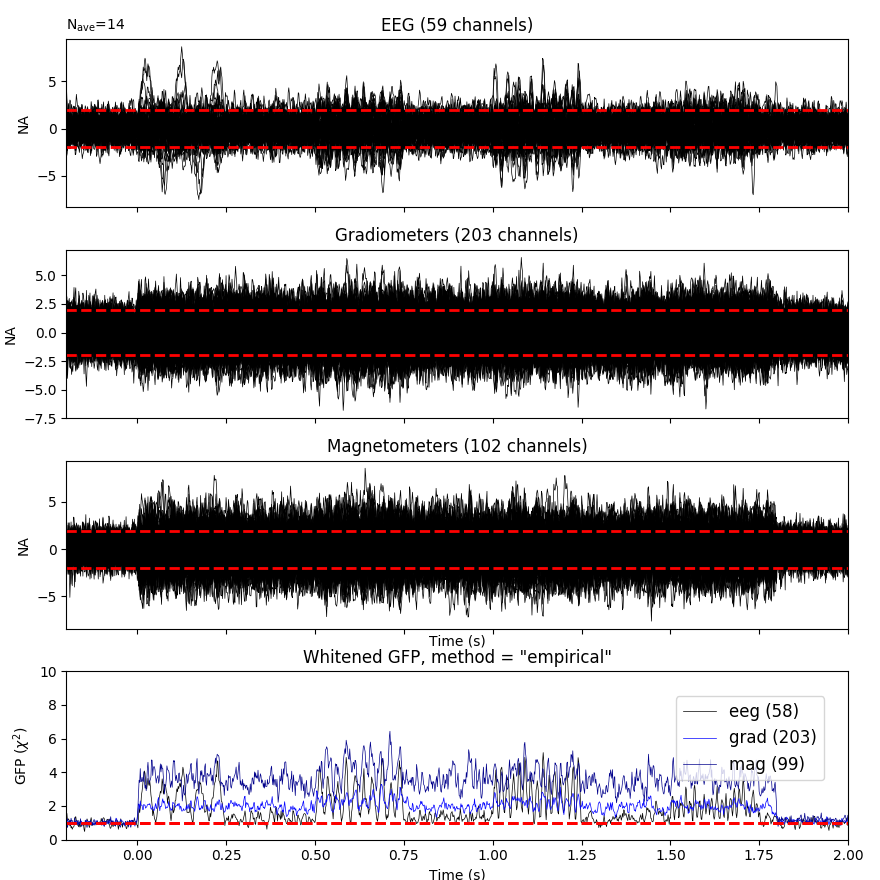 Nave=14
EEG (59 channels)
5
0
−5
NA
Gradiometers (203 channels)
5.0
2.5
0.0
−2.5
−5.0
−7.5
NA
Magnetometers (102 channels)
5
0
−5
NA
Time (s)
Whitened GFP, method = "empirical"
10
8
6
4
2
0
GFP (χ²)
eeg (58)
grad (203)
mag (99)
0.00 0.25 0.50 0.75 1.00 1.25 1.50 1.75 2.00
Time (s)